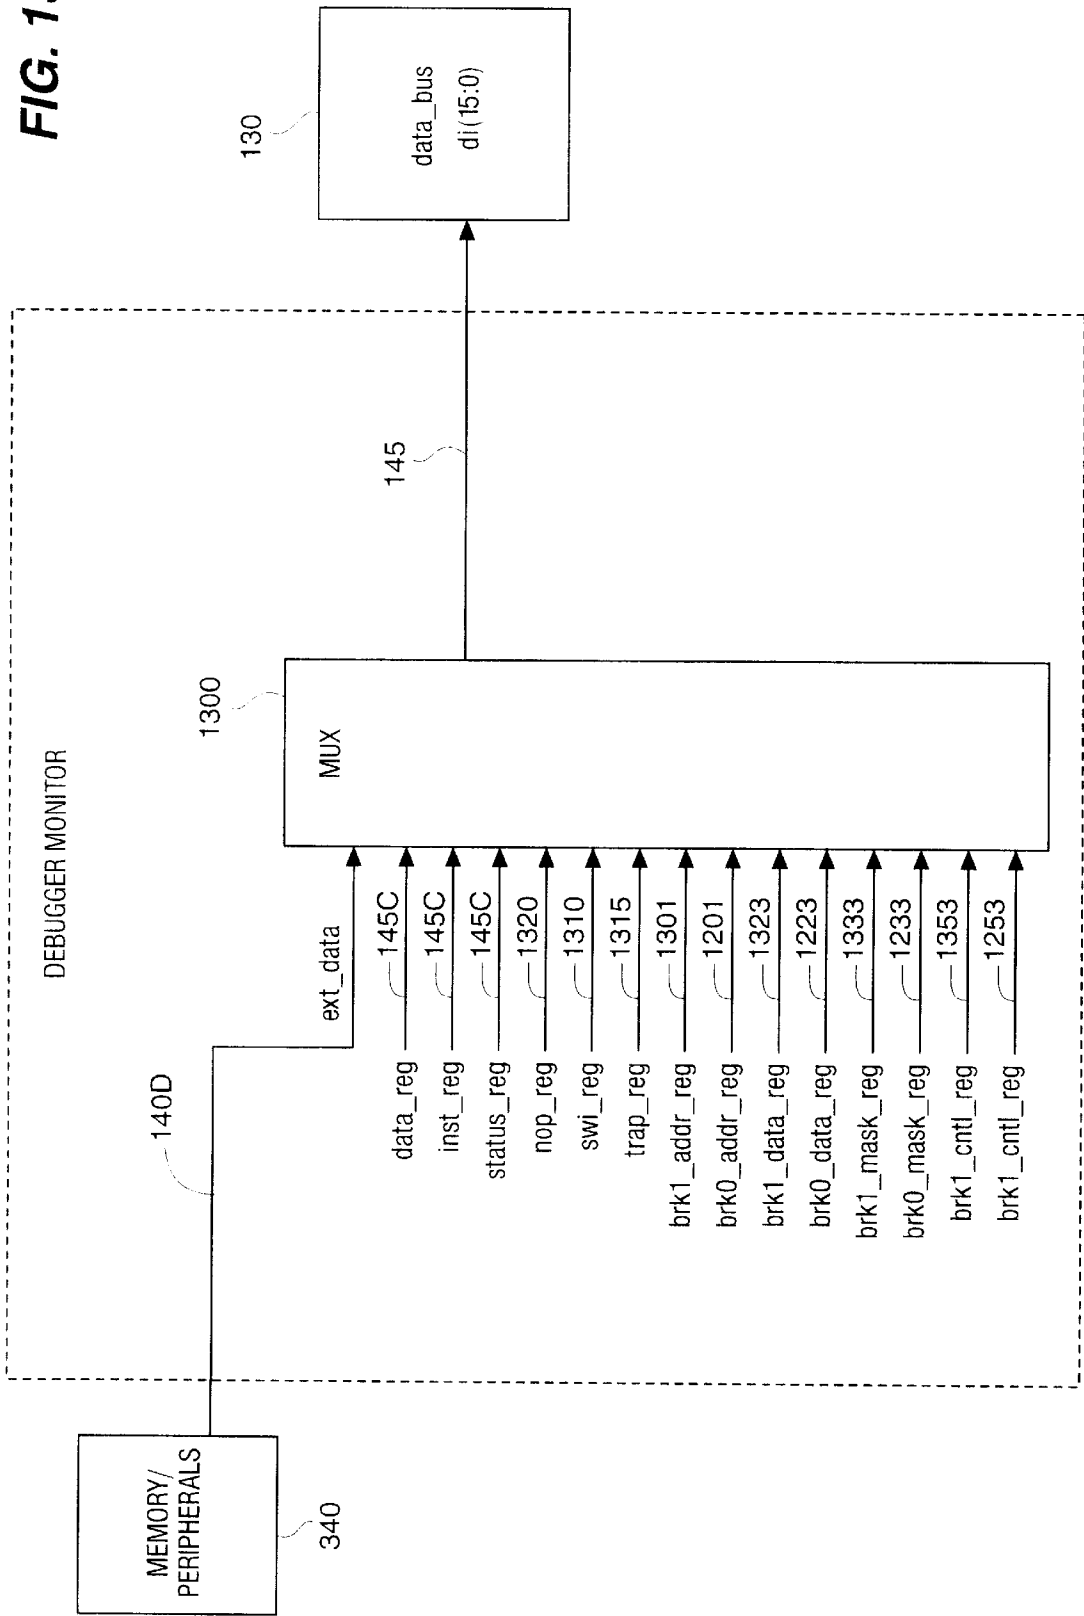 FIG.
DEBUGGER MONITOR
MEMORY/
PERIPHERALS
340
140D
1300
130
ext_data
MUX
data_bus
di(15:0)
145
data_reg 145C
inst_reg 145C
status_reg 145C
nop_reg 1320
swi_reg 1310
trap_reg 1315
brk1_addr_reg 1301
brk0_addr_reg 1201
brk1_data_reg 1323
brk0_data_reg 1223
brk1_mask_reg 1333
brk0_mask_reg 1233
brk1_cntl_reg 1353
brk1_cntl_reg 1253